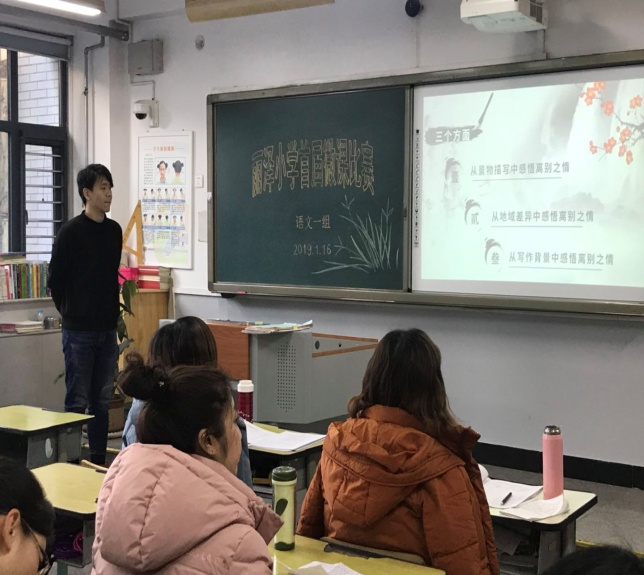 丽泽小学首届微课比赛
语文一组
2019.1.16
三个方面
壹 从景物描写中感悟离别之情
贰 从地域差异中感悟离别之情
叁 从写作背景中感悟离别之情